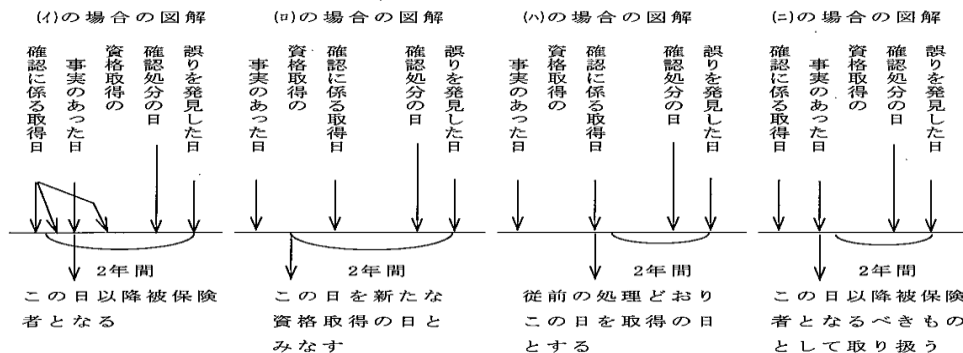 (イ)の場合の図解
確認に係る取得日
事実のあった日
資格取得の
確認処分の日
誤りを発見した日
2年間
この日以降被保険
者となる
(ロ)の場合の図解
事実のあった日
資格取得の
確認に係る取得日
確認処分の日
誤りを発見した日
2年間
この日を新たな
資格取得の日と
みなす
(ハ)の場合の図解
事実のあった日
資格取得の
確認に係る取得日
確認処分の日
誤りを発見した日
2年間
従前の処理どおり
この日を取得の日
とする
(ニ)の場合の図解
確認に係る取得日
事実のあった日
資格取得の
確認処分の日
誤りを発見した日
2年間
この日以降被保険
者となるべきもの
として取り扱う